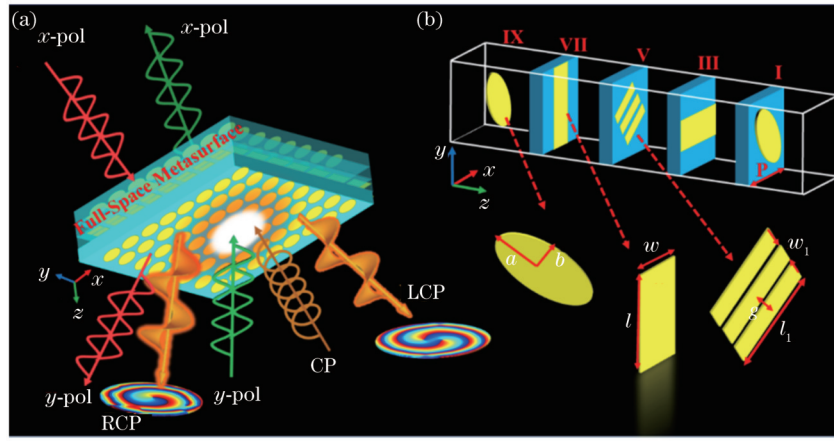 (a)
x-pol
x-pol
Full-Space Metasurface
y
x
z
y-pol
RCP
y-pol
CP
LCP
(b)
IX
VII
V
III
I
P
y
x
z
a
b
w
l
w₁
g
l₁